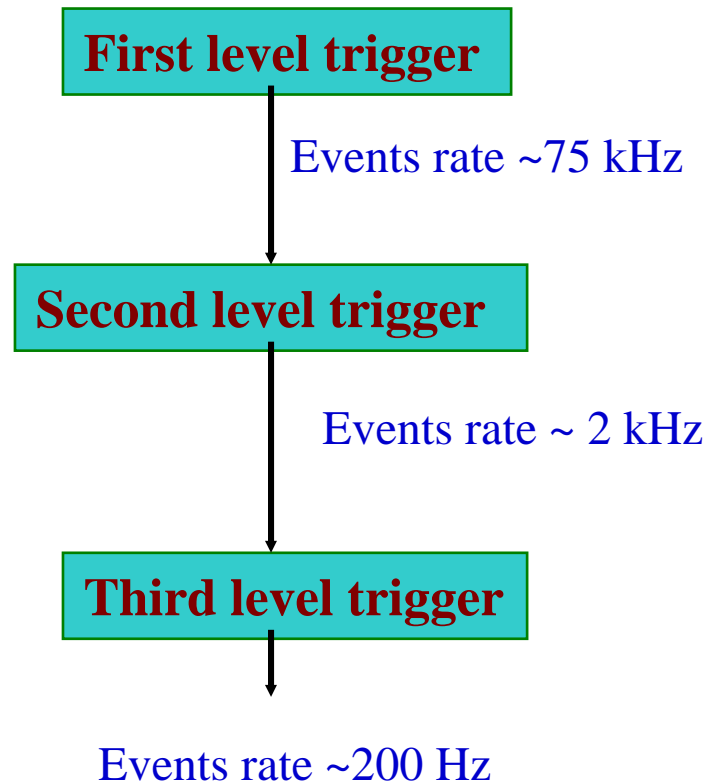 First level trigger
Events rate ~75 kHz
Second level trigger
Events rate ~ 2 kHz
Third level trigger
Events rate ~200 Hz